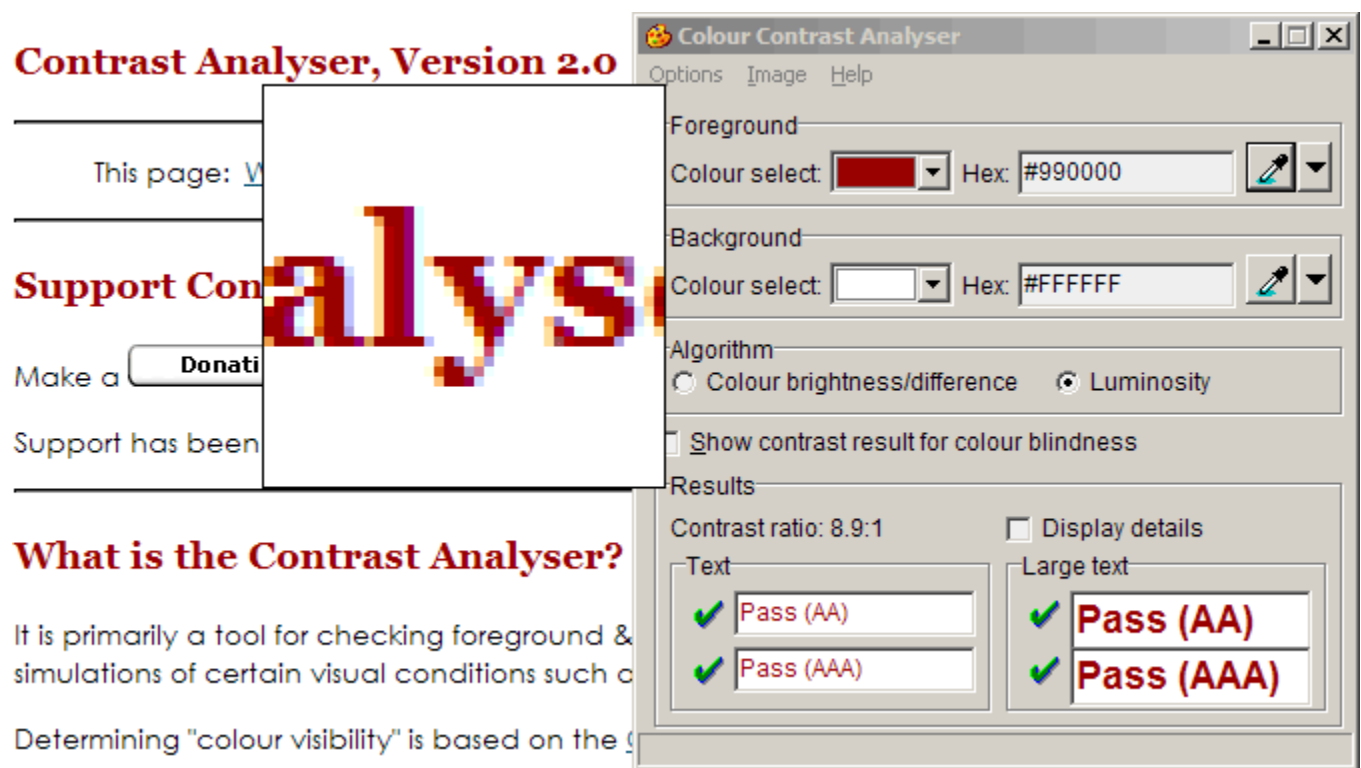 Contrast Analyser, Version 2.0
This page:
Support Con
Make a Donati
Support has been
What is the Contrast Analyser?
It is primarily a tool for checking foreground &
simulations of certain visual conditions such
Determining "colour visibility" is based on the
alys
Colour Contrast Analyser
Options Image Help
Foreground
Colour select: Hex: #990000
Background
Colour select: Hex: #FFFFFF
Algorithm
Colour brightness/difference Luminosity
Show contrast result for colour blindness
Results
Contrast ratio: 8.9:1 Display details
Text Large text
Pass (AA) Pass (AA)
Pass (AAA) Pass (AAA)